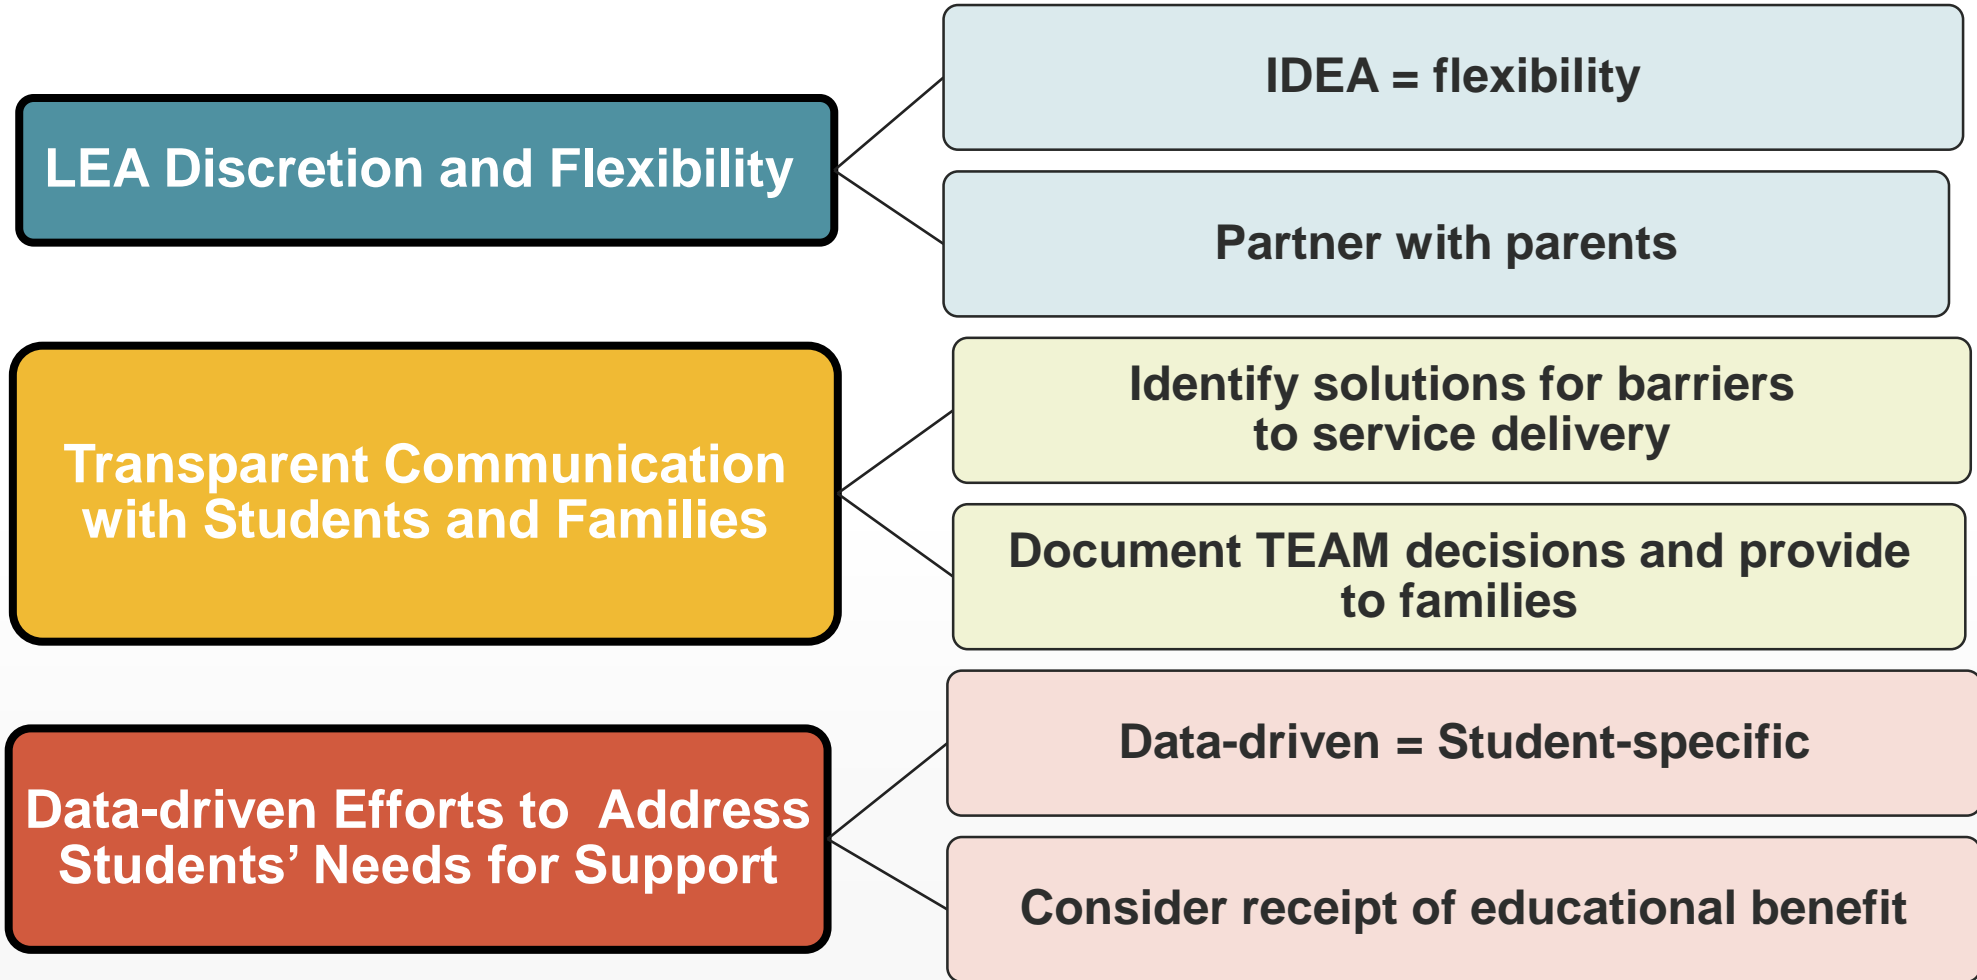 LEA Discretion and Flexibility
IDEA = flexibility
Partner with parents
Transparent Communication
with Students and Families
Identify solutions for barriers
to service delivery
Document TEAM decisions and provide
to families
Data-driven Efforts to  Address
Students’ Needs for Support
Data-driven = Student-specific
Consider receipt of educational benefit